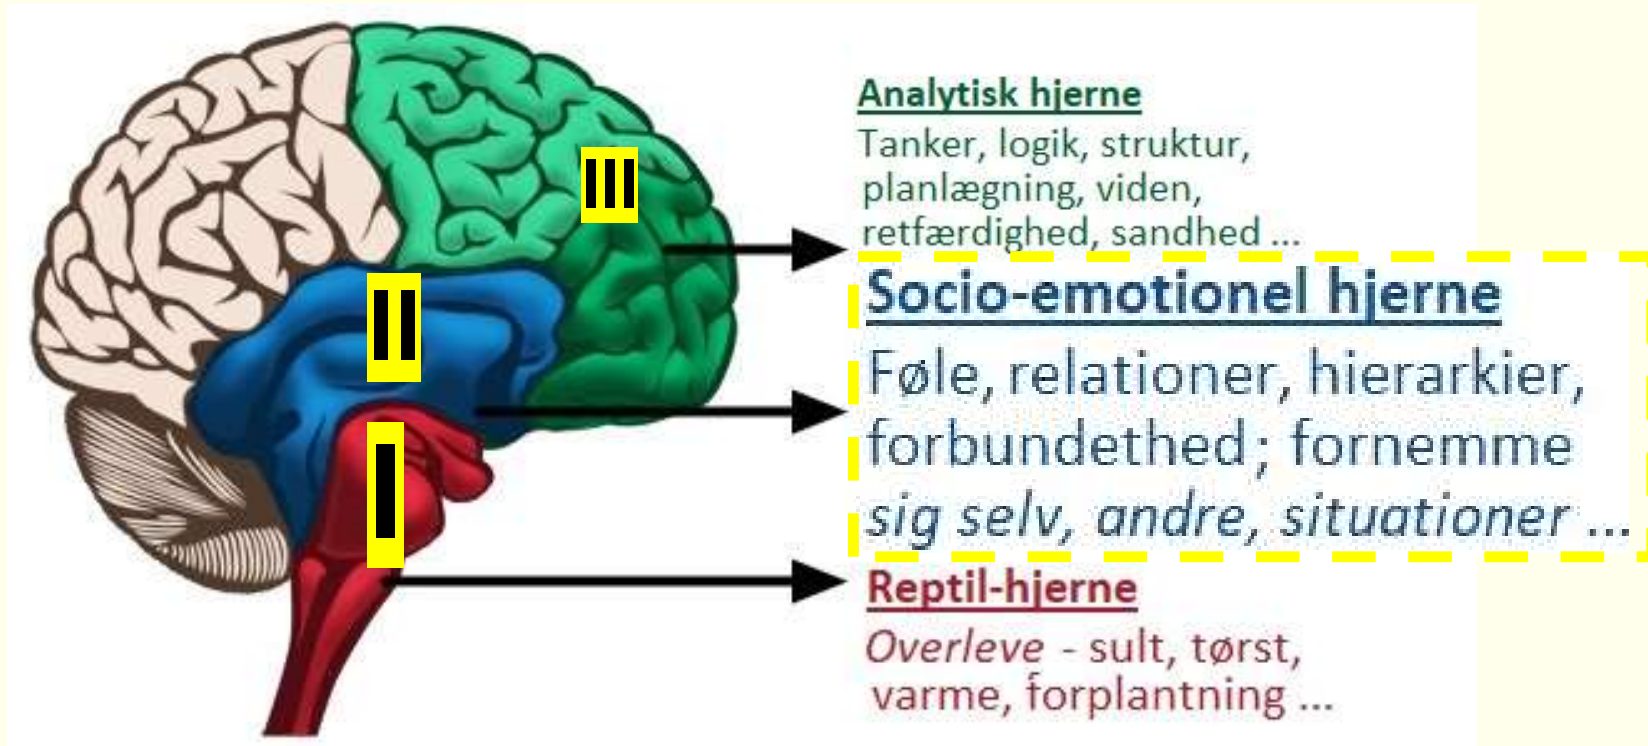 Analytisk hjerne
Tanker, logik, struktur,
planlægning, viden,
retfærdighed, sandhed ...
III
Socio-emotionel hjerne
Føle, relationer, hierarkier,
forbundethed; fornemme
sig selv, andre, situationer ...
II
I
Reptil-hjerne
Overleve - sult, tørst,
varme, forplantning ...